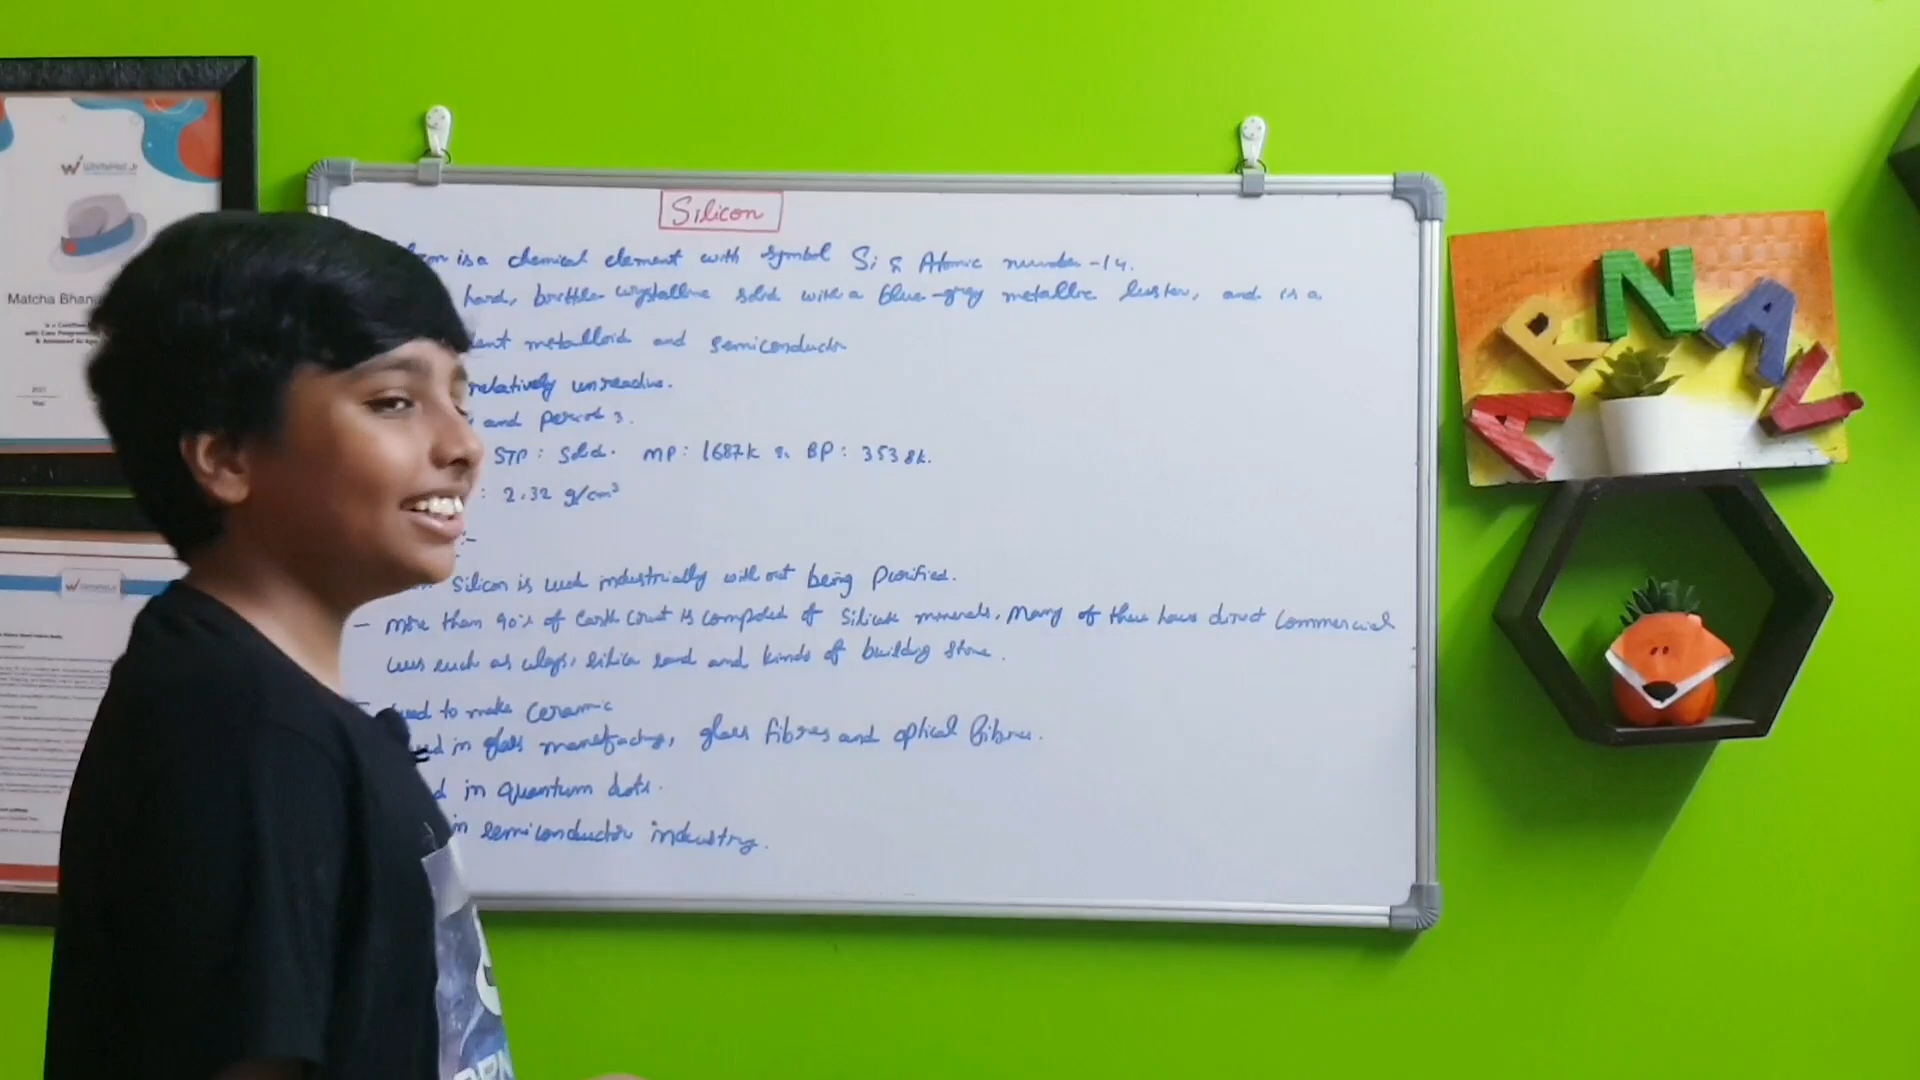 Silicon
is a chemical element with symbol Si & Atomic number - 14.
hard, brittle crystalline solid with a blue-grey metallic luster, and is a
metalloid and semiconductor
relatively unreactive.
and period 3.
STP : Solid. MP : 1687k & BP : 3538k.
: 2.32 g/cm³
:-
Silicon is used industrially without being purified.
- more than 90% of Earth Crust is composed of Silicate minerals, Many of these have direct Commercial
uses such as clays, silica sand and kinds of building stone.
- used to make Ceramic
in glass manufacturing, glass fibres and optical fibres.
in quantum dots.
in semiconductor industry.
WhiteHat Jr
Matcha
ARNAV